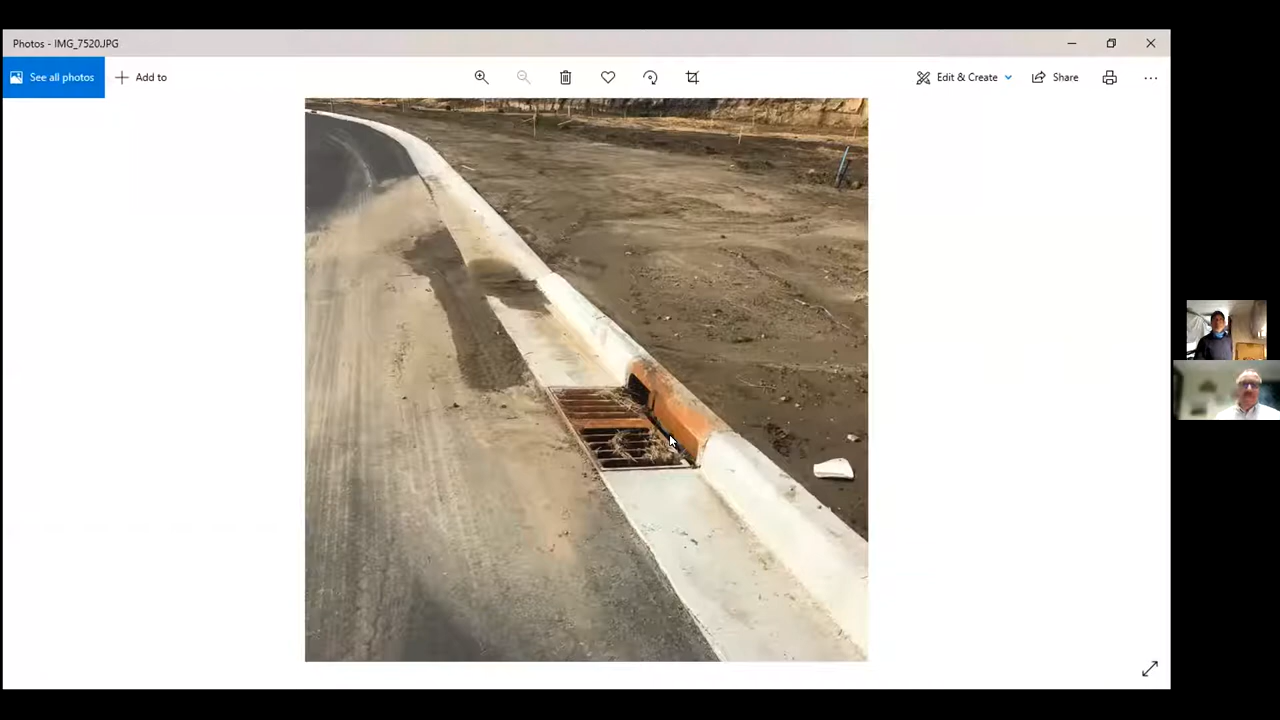 Photos - IMG_7520.JPG
See all photos
Add to
Edit & Create
Share